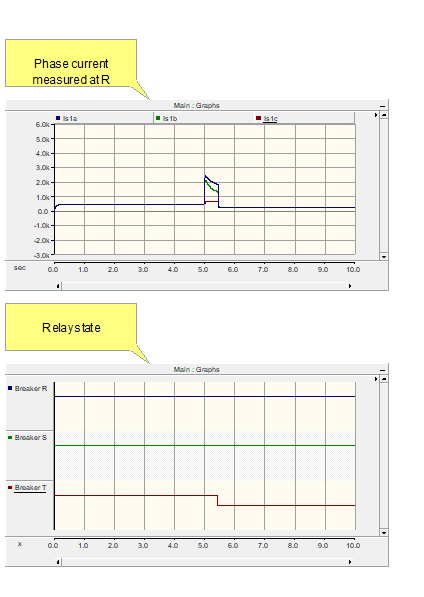 Phase current
measured at R
Main : Graphs
Is1a Is1b Is1c
6.0k
5.0k
4.0k
3.0k
2.0k
1.0k
0.0
-1.0k
-2.0k
-3.0k
sec 0.0 1.0 2.0 3.0 4.0 5.0 6.0 7.0 8.0 9.0 10.0
Relay state
Main : Graphs
Breaker R
Breaker S
Breaker T
x 0.0 1.0 2.0 3.0 4.0 5.0 6.0 7.0 8.0 9.0 10.0